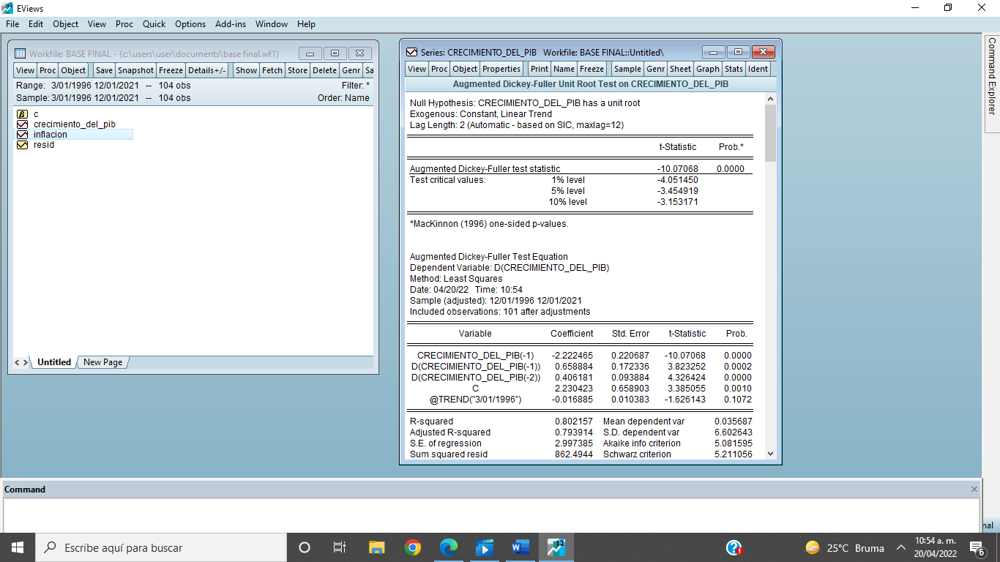 EViews
File Edit Object View Proc Quick Options Add-ins Window Help
Workfile: BASE FINAL - (c:\users\user\documents\base final.wf1)
View Proc Object Save Snapshot Freeze Details+/- Show Fetch Store Delete Genr Sa
Range: 3/01/1996 12/01/2021 -- 104 obs Filter: *
Sample: 3/01/1996 12/01/2021 -- 104 obs Order: Name
β c
crecimiento_del_pib
inflacion
resid
Untitled New Page
Series: CRECIMIENTO_DEL_PIB Workfile: BASE FINAL::Untitled\
View Proc Object Properties Print Name Freeze Sample Genr Sheet Graph Stats Ident
Augmented Dickey-Fuller Unit Root Test on CRECIMIENTO_DEL_PIB
Null Hypothesis: CRECIMIENTO_DEL_PIB has a unit root
Exogenous: Constant, Linear Trend
Lag Length: 2 (Automatic - based on SIC, maxlag=12)
t-Statistic Prob.*
Augmented Dickey-Fuller test statistic -10.07068 0.0000
Test critical values: 1% level -4.051450
5% level -3.454919
10% level -3.153171
*MacKinnon (1996) one-sided p-values.
Augmented Dickey-Fuller Test Equation
Dependent Variable: D(CRECIMIENTO_DEL_PIB)
Method: Least Squares
Date: 04/20/22 Time: 10:54
Sample (adjusted): 12/01/1996 12/01/2021
Included observations: 101 after adjustments
Variable Coefficient Std. Error t-Statistic Prob.
CRECIMIENTO_DEL_PIB(-1) -2.222465 0.220687 -10.07068 0.0000
D(CRECIMIENTO_DEL_PIB(-1)) 0.658884 0.172336 3.823252 0.0002
D(CRECIMIENTO_DEL_PIB(-2)) 0.406181 0.093884 4.326424 0.0000
C 2.230423 0.658903 3.385055 0.0010
@TREND("3/01/1996") -0.016885 0.010383 -1.626143 0.1072
R-squared 0.802157 Mean dependent var 0.035687
Adjusted R-squared 0.793914 S.D. dependent var 6.602643
S.E. of regression 2.997385 Akaike info criterion 5.081595
Sum squared resid 862.4944 Schwarz criterion 5.211056
Command Explorer
Command
nal
Escribe aquí para buscar
12
25°C Bruma
10:54 a. m.
20/04/2022
6